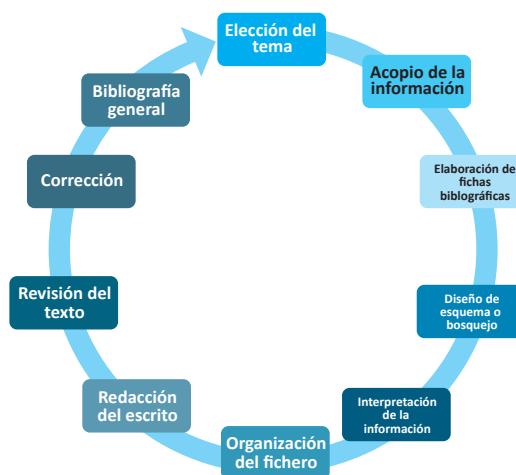 Elección del
tema
Acopio de la
información
Elaboración de
fichas
biblográficas
Diseño de
esquema o
bosquejo
Interpretación
de la
información
Organización
del fichero
Redacción
del escrito
Revisión del
texto
Corrección
Bibliografía
general